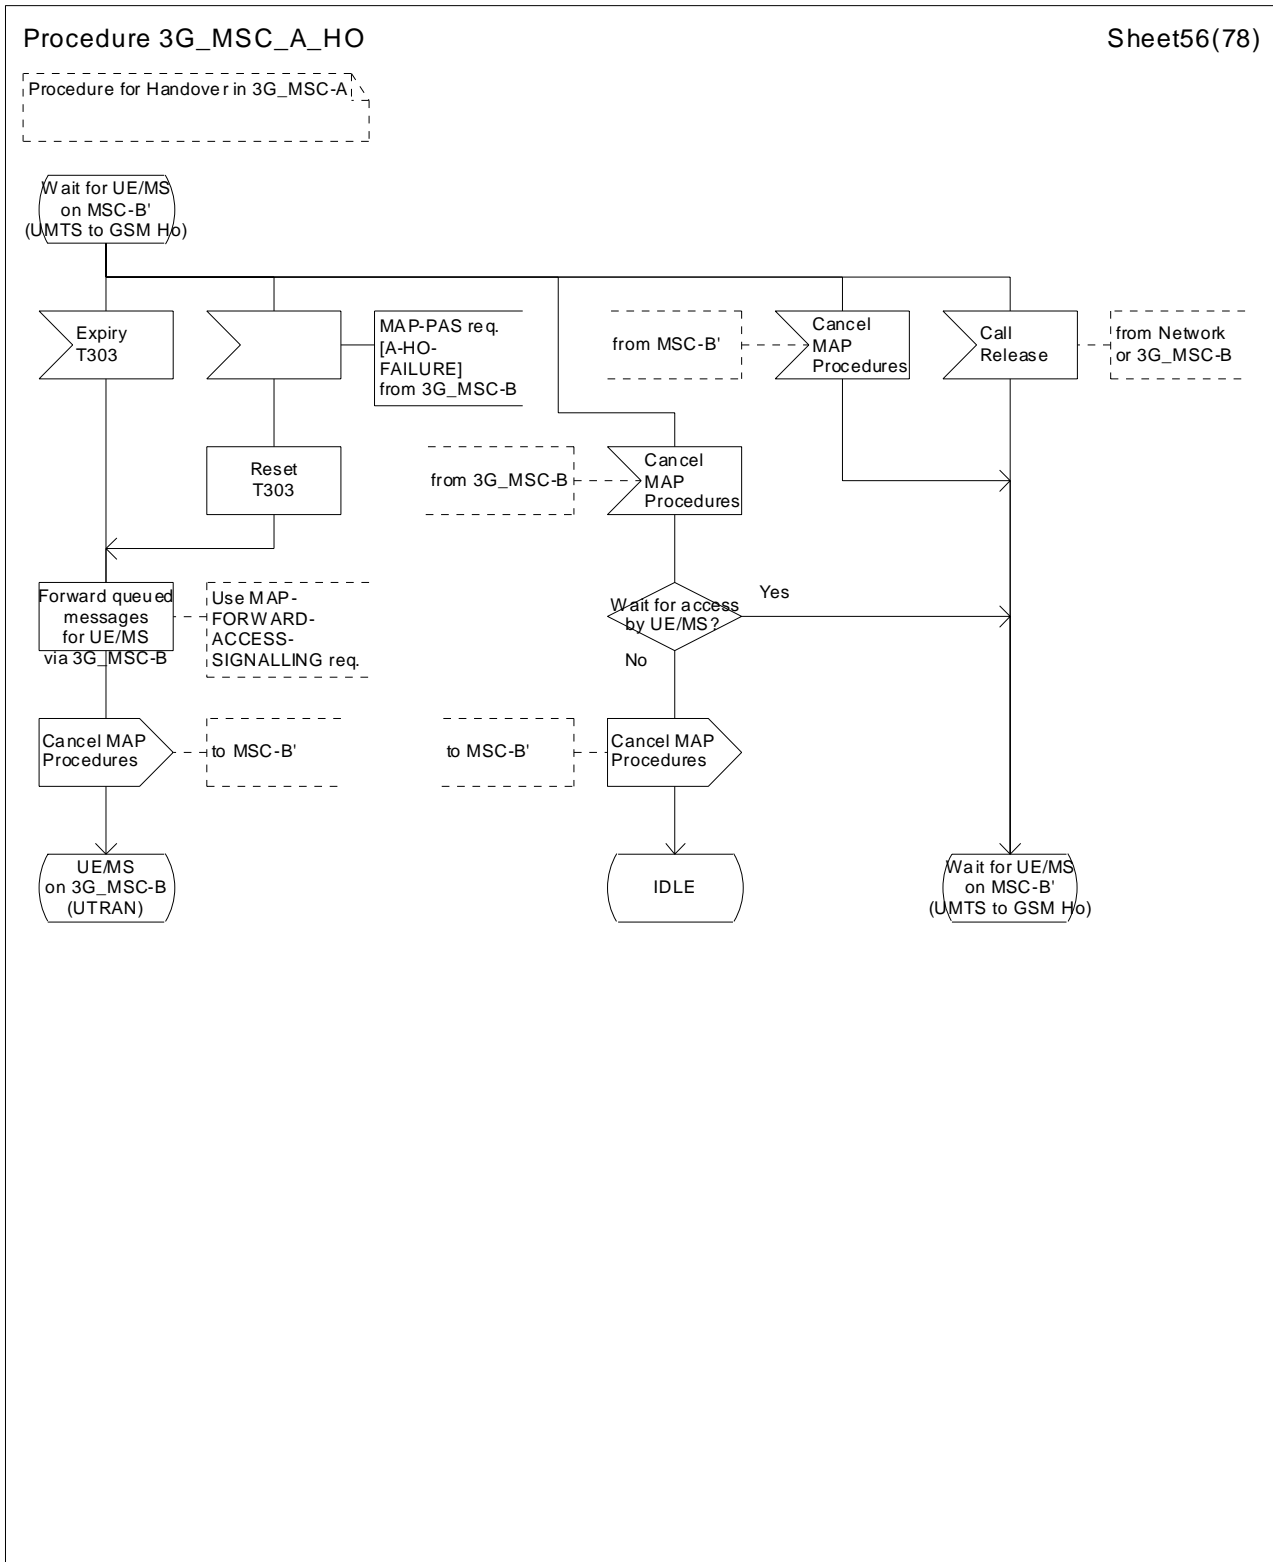 Procedure 3G_MSC_A_HO
Sheet56(78)
Procedure for Handover in 3G_MSC-A
Wait for UE/MS
on MSC-B'
(UMTS to GSM Ho)
Expiry
T303
MAP-PAS req.
[A-HO-
FAILURE]
from 3G_MSC-B
from MSC-B'
Cancel
MAP
Procedures
Call
Release
from Network
or 3G_MSC-B
Reset
T303
from 3G_MSC-B
Cancel
MAP
Procedures
Forward queued
messages
for UE/MS
via 3G_MSC-B
Use MAP-
FORWARD-
ACCESS-
SIGNALLING req.
Wait for access
by UE/MS?
Yes
No
Cancel MAP
Procedures
to MSC-B'
to MSC-B'
Cancel MAP
Procedures
UE/MS
on 3G_MSC-B
(UTRAN)
IDLE
Wait for UE/MS
on MSC-B'
(UMTS to GSM Ho)